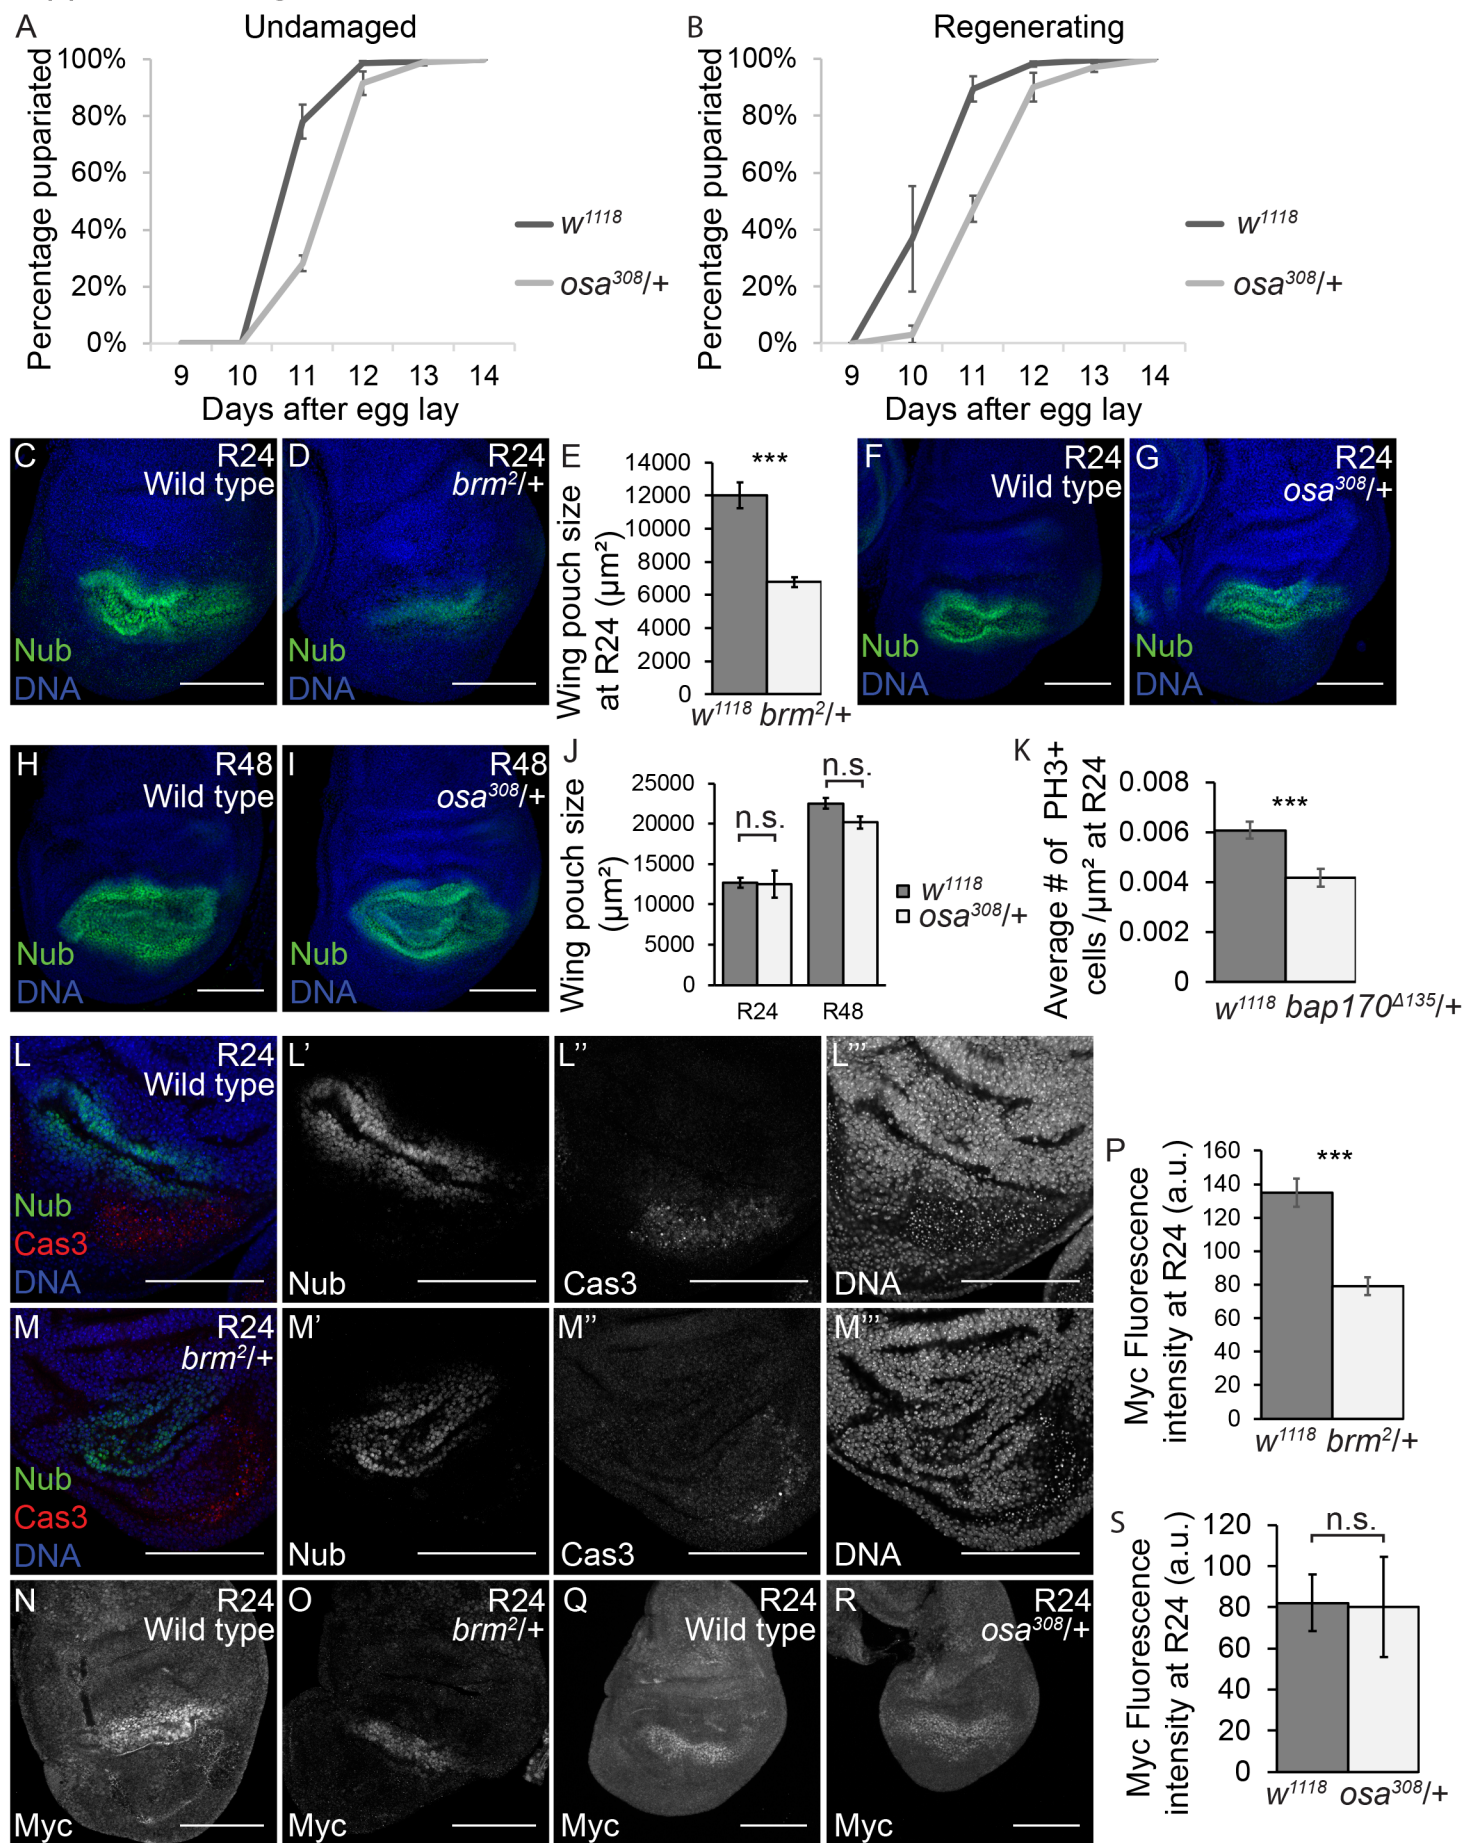 A
Undamaged
Percentage pupariated
100%
80%
60%
40%
20%
0%
9 10 11 12 13 14
Days after egg lay
w1118
osa308/+
B
Regenerating
Percentage pupariated
100%
80%
60%
40%
20%
0%
9 10 11 12 13 14
Days after egg lay
w1118
osa308/+
C
R24
Wild type
Nub
DNA
D
R24
brm2/+
Nub
DNA
E
Wing pouch size
at R24 (µm²)
14000
12000
10000
8000
6000
4000
2000
0
***
w1118 brm2/+
F
R24
Wild type
Nub
DNA
G
R24
osa308/+
Nub
DNA
H
R48
Wild type
Nub
DNA
I
R48
osa308/+
Nub
DNA
J
Wing pouch size
(µm²)
25000
20000
15000
10000
5000
0
n.s.
n.s.
R24 R48
w1118
osa308/+
K
Average # of PH3+
cells /µm² at R24
0.008
0.006
0.004
0.002
0
***
w1118 bap170Δ135/+
L
R24
Wild type
Nub
Cas3
DNA
L'
Nub
L''
Cas3
L'''
DNA
M
R24
brm2/+
Nub
Cas3
DNA
M'
Nub
M''
Cas3
M'''
DNA
N
R24
Wild type
Myc
O
R24
brm2/+
Myc
P
Myc Fluorescence
intensity at R24 (a.u.)
160
140
120
100
80
60
40
20
0
***
w1118 brm2/+
Q
R24
Wild type
Myc
R
R24
osa308/+
Myc
S
Myc Fluorescence
intensity at R24 (a.u.)
120
100
80
60
40
20
0
n.s.
w1118 osa308/+